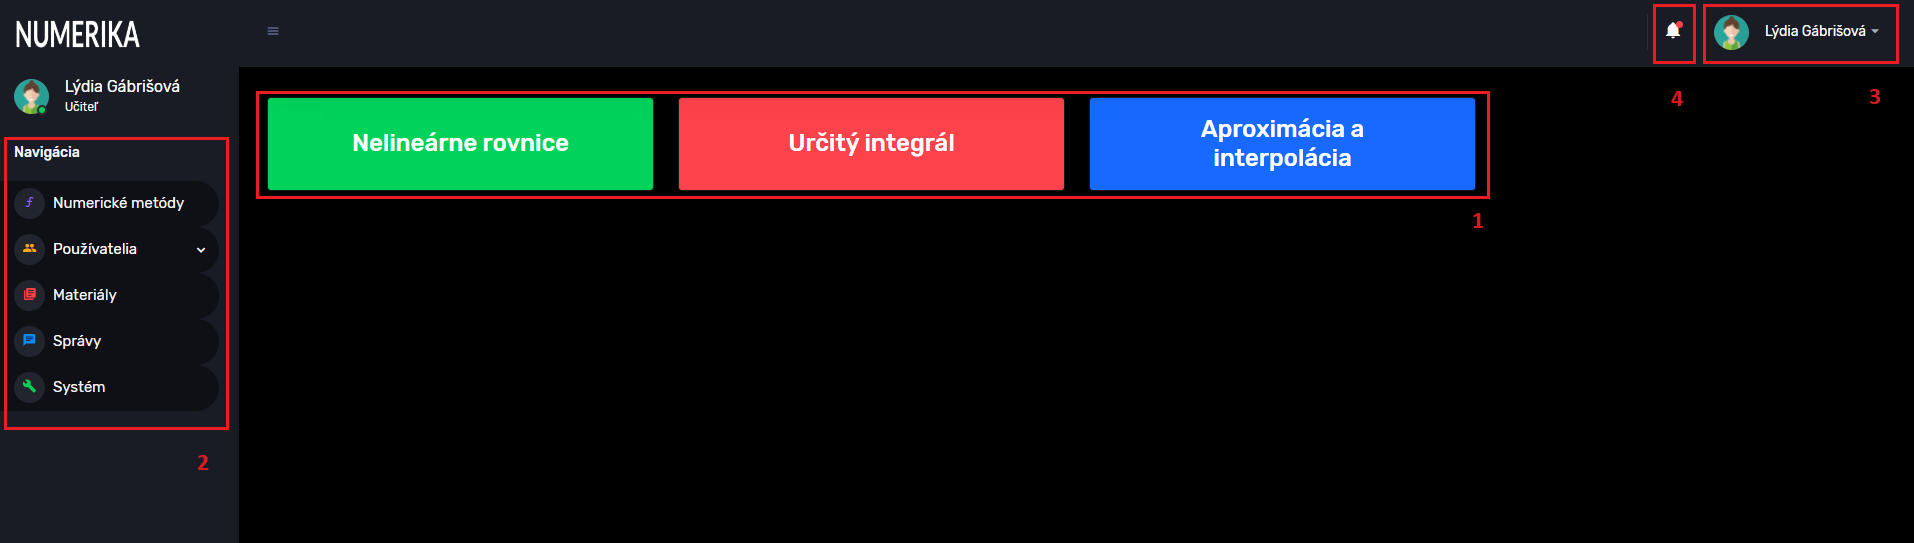 NUMERIKA
Lýdia Gábrišová
Lýdia Gábrišová
Učiteľ
4
3
Navigácia
Nelineárne rovnice
Určitý integrál
Aproximácia a
interpolácia
1
Numerické metódy
Používatelia
Materiály
Správy
Systém
2